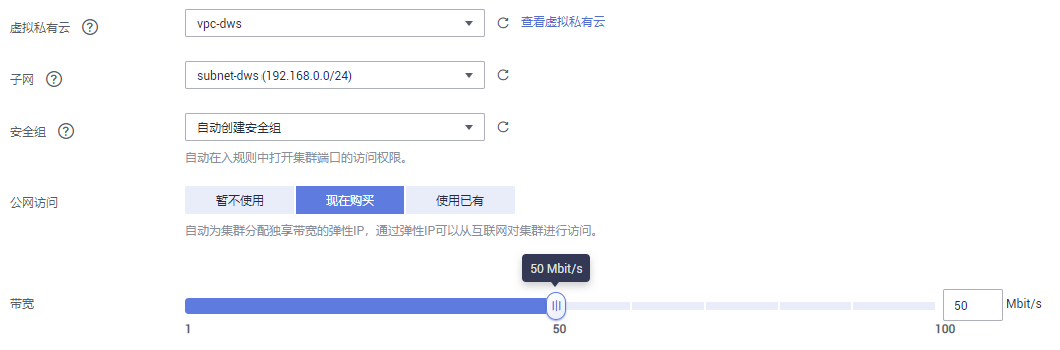 虚拟私有云 ? vpc-dws 查看虚拟私有云
子网 ? subnet-dws (192.168.0.0/24)
安全组 ? 自动创建安全组
自动在入规则中打开集群端口的访问权限。
公网访问 暂不使用 现在购买 使用已有
自动为集群分配独享带宽的弹性IP，通过弹性IP可以从互联网对集群进行访问。
50 Mbit/s
带宽 50 Mbit/s
1 50 100